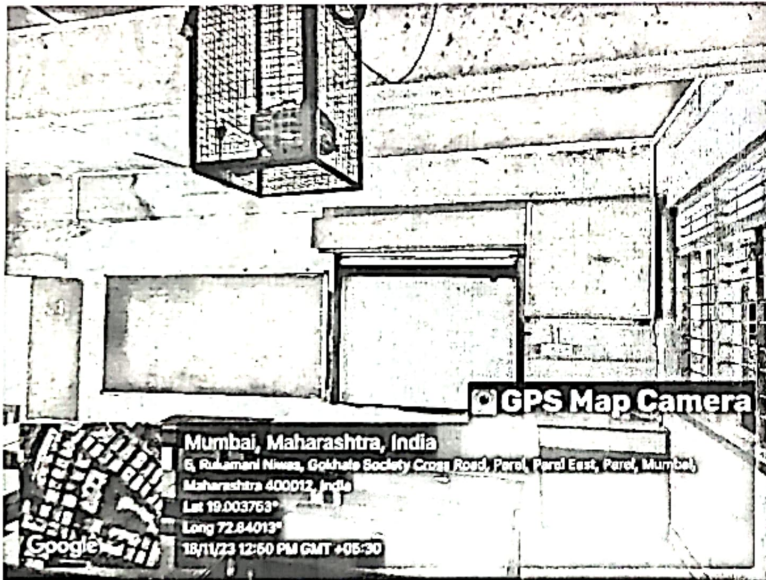 GPS Map Camera
Mumbai, Maharashtra, India
5, Rukamani Niwas, Gokhale Society Cross Road, Parel, Parel East, Parel, Mumbai,
Maharashtra 400012, India
Lat 19.003753°
Long 72.84013°
18/11/23 12:50 PM GMT +05:30
Google